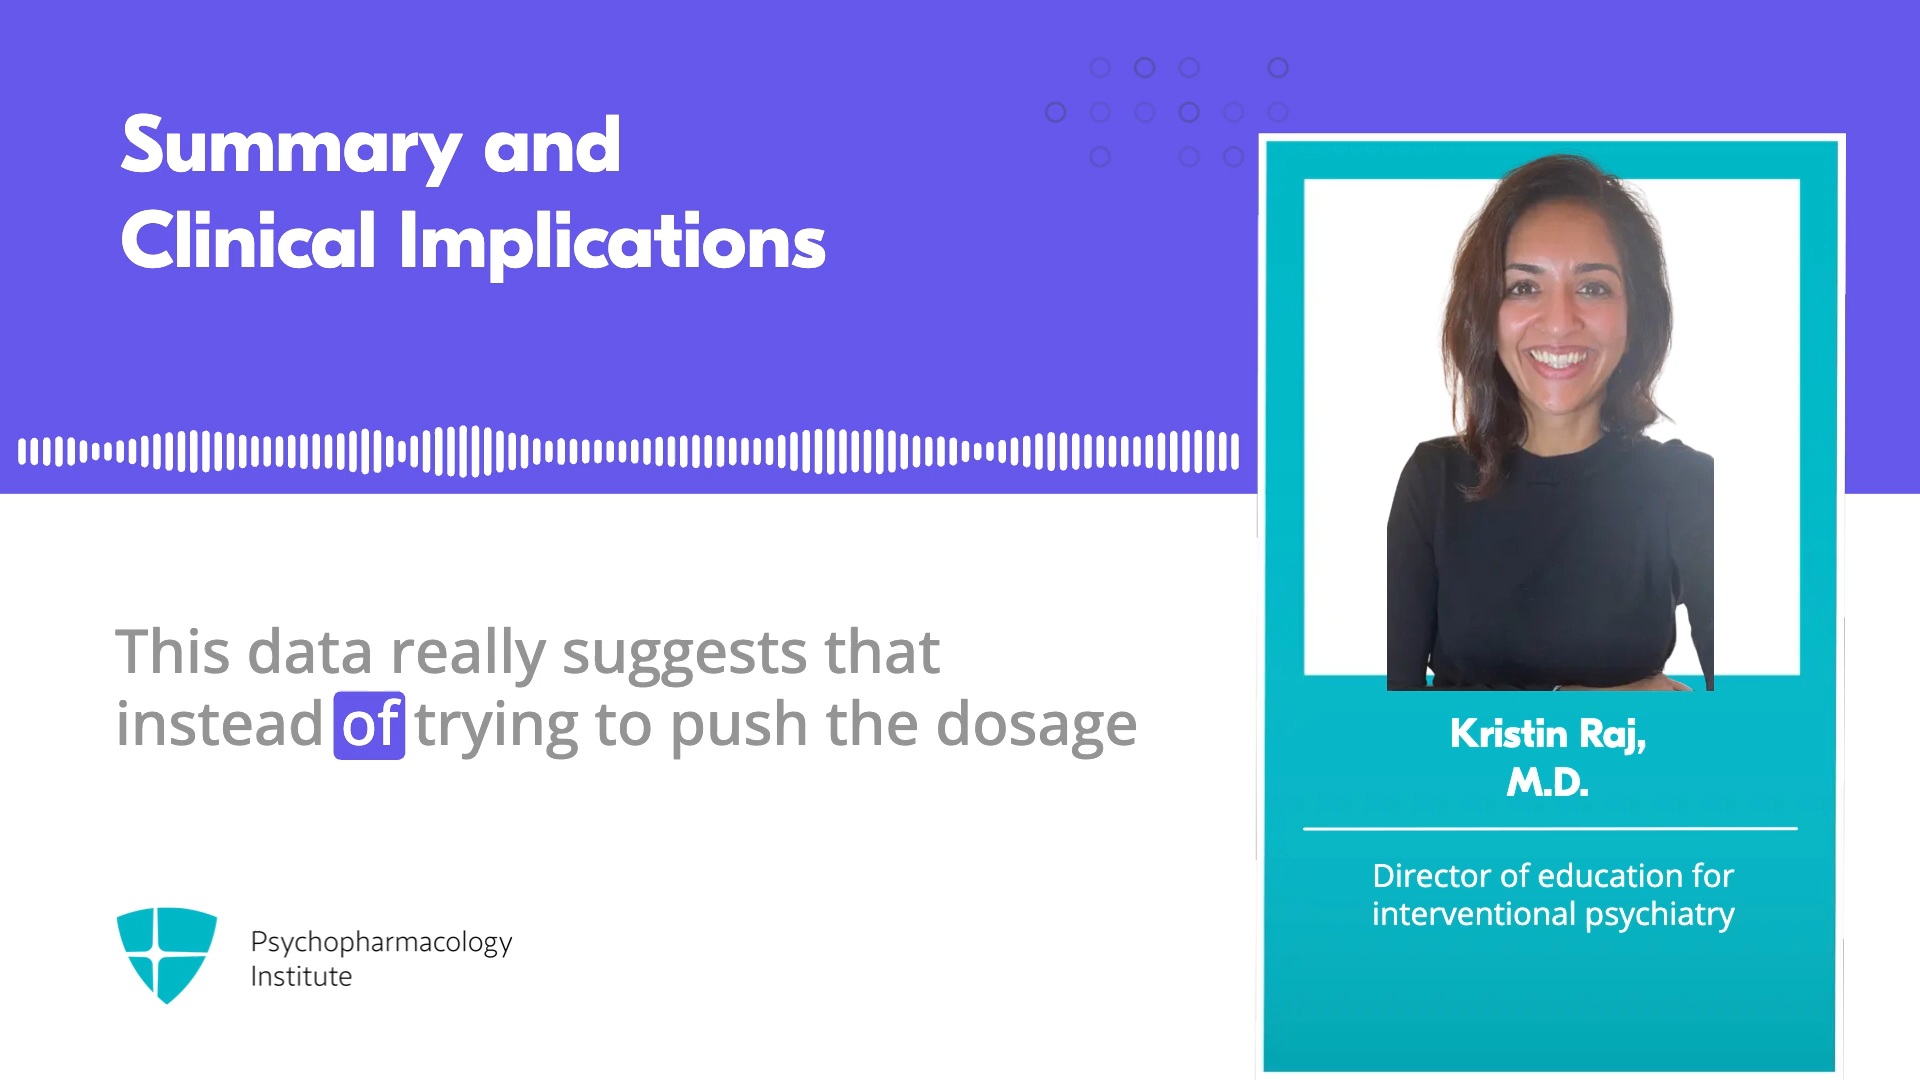 Summary and
Clinical Implications
This data really suggests that
instead of trying to push the dosage
Psychopharmacology
Institute
Kristin Raj,
M.D.
Director of education for
interventional psychiatry